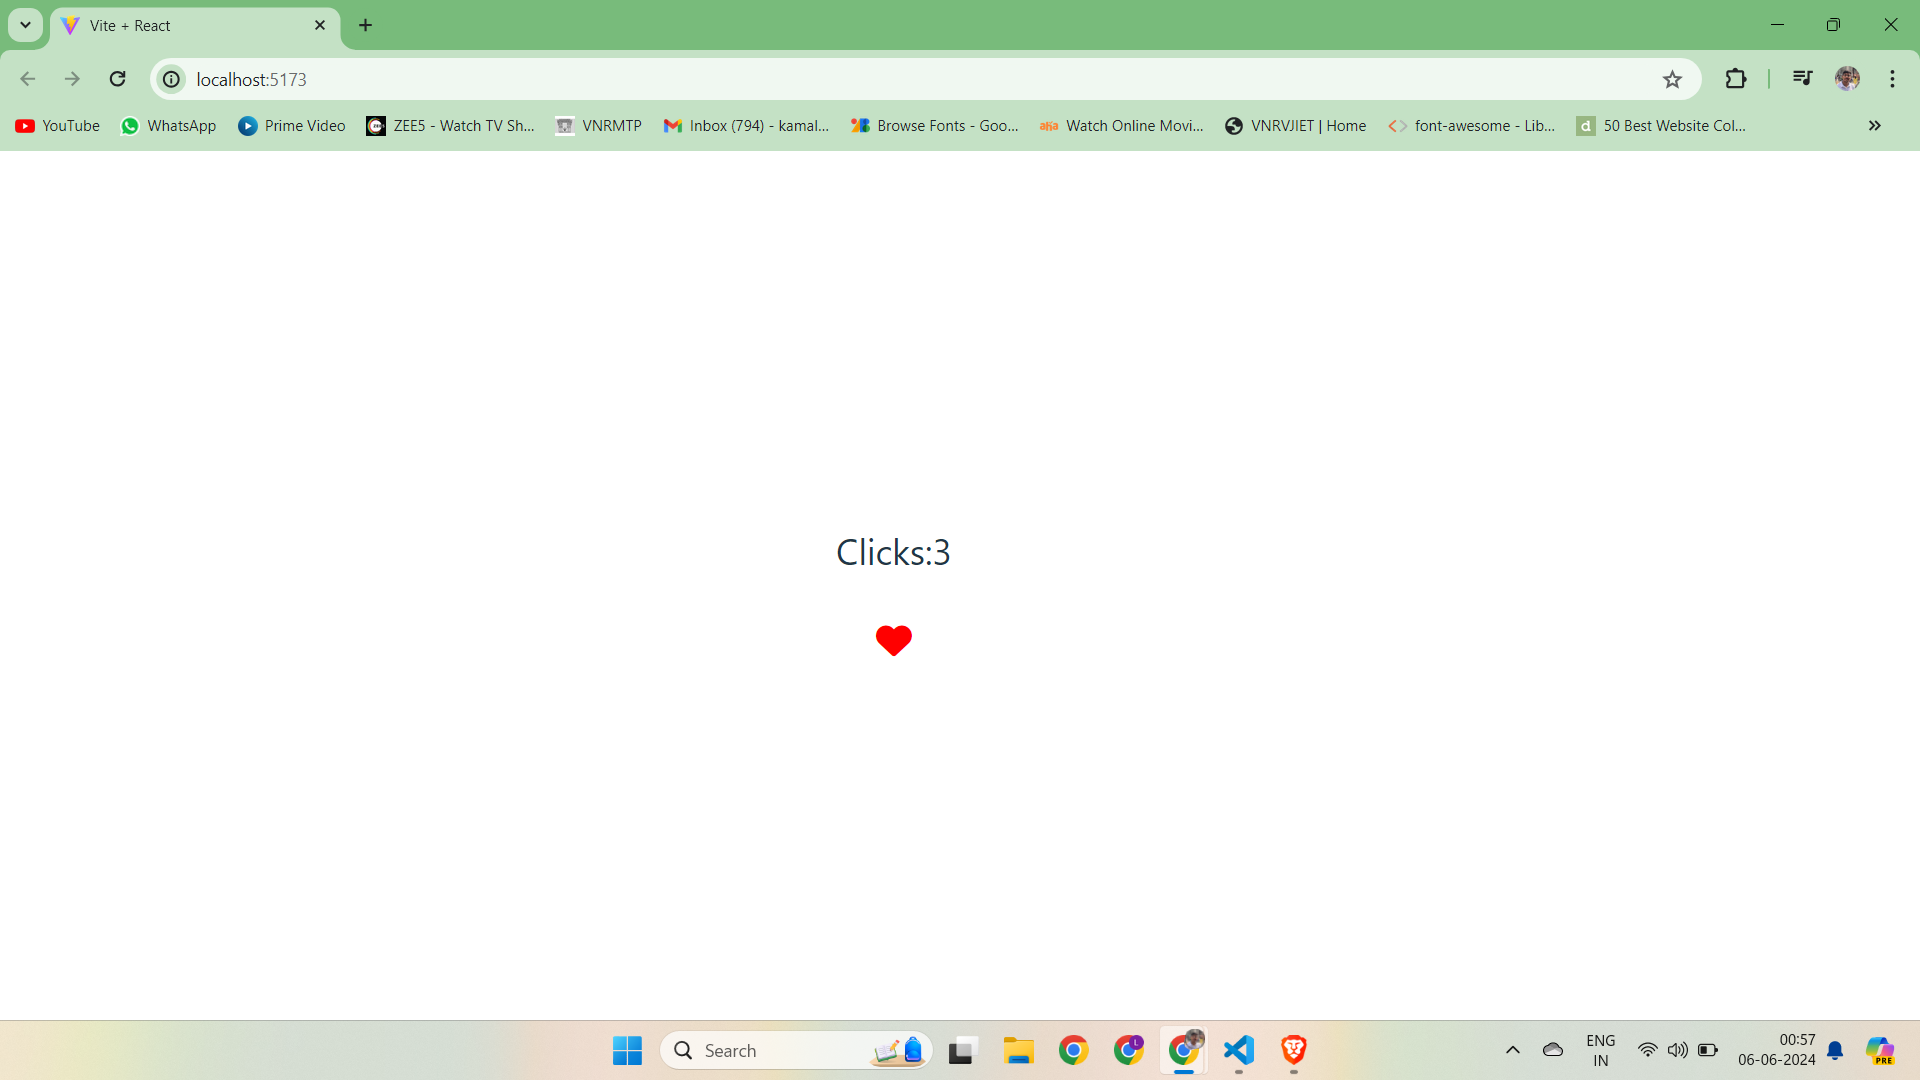 Vite + React
localhost:5173
YouTube WhatsApp Prime Video ZEE5 - Watch TV Sh... VNRMTP Inbox (794) - kamal... Browse Fonts - Goo... aha Watch Online Movi... VNRVJIET | Home font-awesome - Lib... d 50 Best Website Col...
Clicks:3
Search
L
ENG
IN
00:57
06-06-2024
PRE